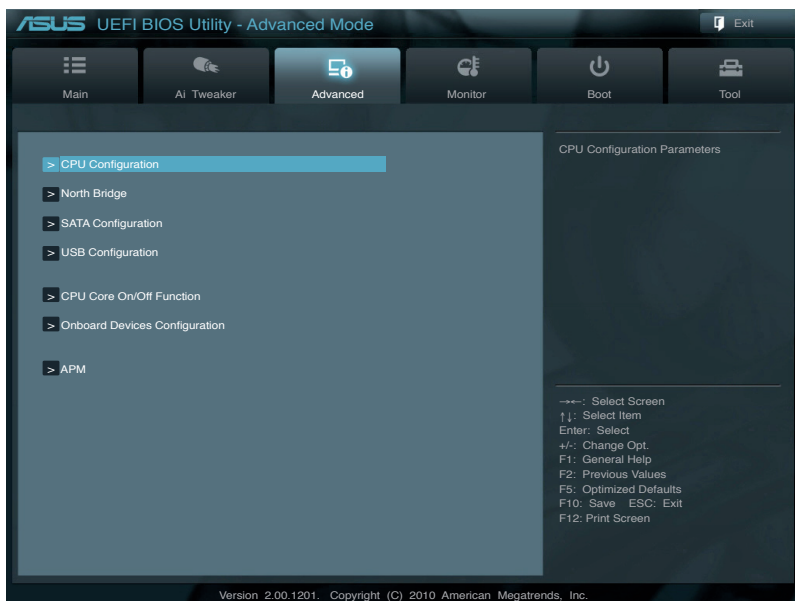 ASUS UEFI BIOS Utility - Advanced Mode
Exit
Main
Ai Tweaker
Advanced
Monitor
Boot
Tool
> CPU Configuration
> North Bridge
> SATA Configuration
> USB Configuration
> CPU Core On/Off Function
> Onboard Devices Configuration
> APM
CPU Configuration Parameters
→←: Select Screen
↑↓: Select Item
Enter: Select
+/-: Change Opt.
F1: General Help
F2: Previous Values
F5: Optimized Defaults
F10: Save ESC: Exit
F12: Print Screen
Version 2.00.1201. Copyright (C) 2010 American Megatrends, Inc.